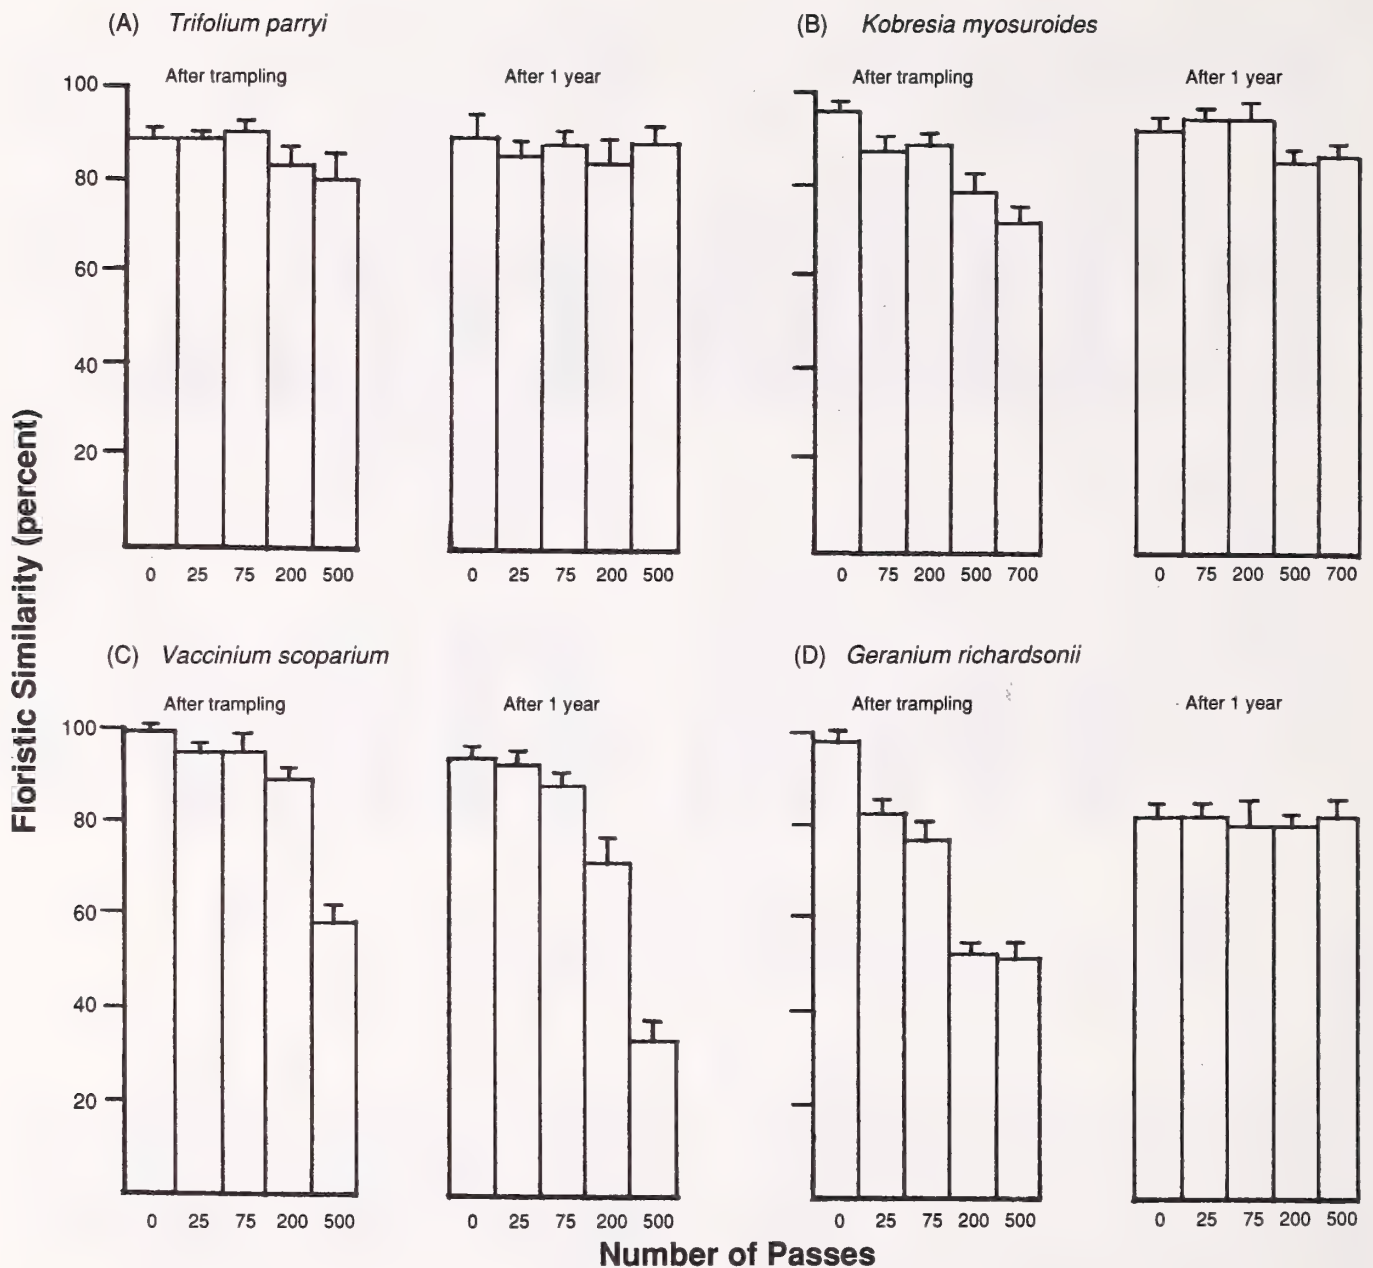 (A) Trifolium parryi
(B) Kobresia myosuroides
After trampling
After 1 year
After trampling
After 1 year
100
80
60
40
20
0 25 75 200 500
0 25 75 200 500
0 75 200 500 700
0 75 200 500 700
Floristic Similarity (percent)
(C) Vaccinium scoparium
(D) Geranium richardsonii
After trampling
After 1 year
After trampling
After 1 year
100
80
60
40
20
0 25 75 200 500
0 25 75 200 500
0 25 75 200 500
0 25 75 200 500
Number of Passes